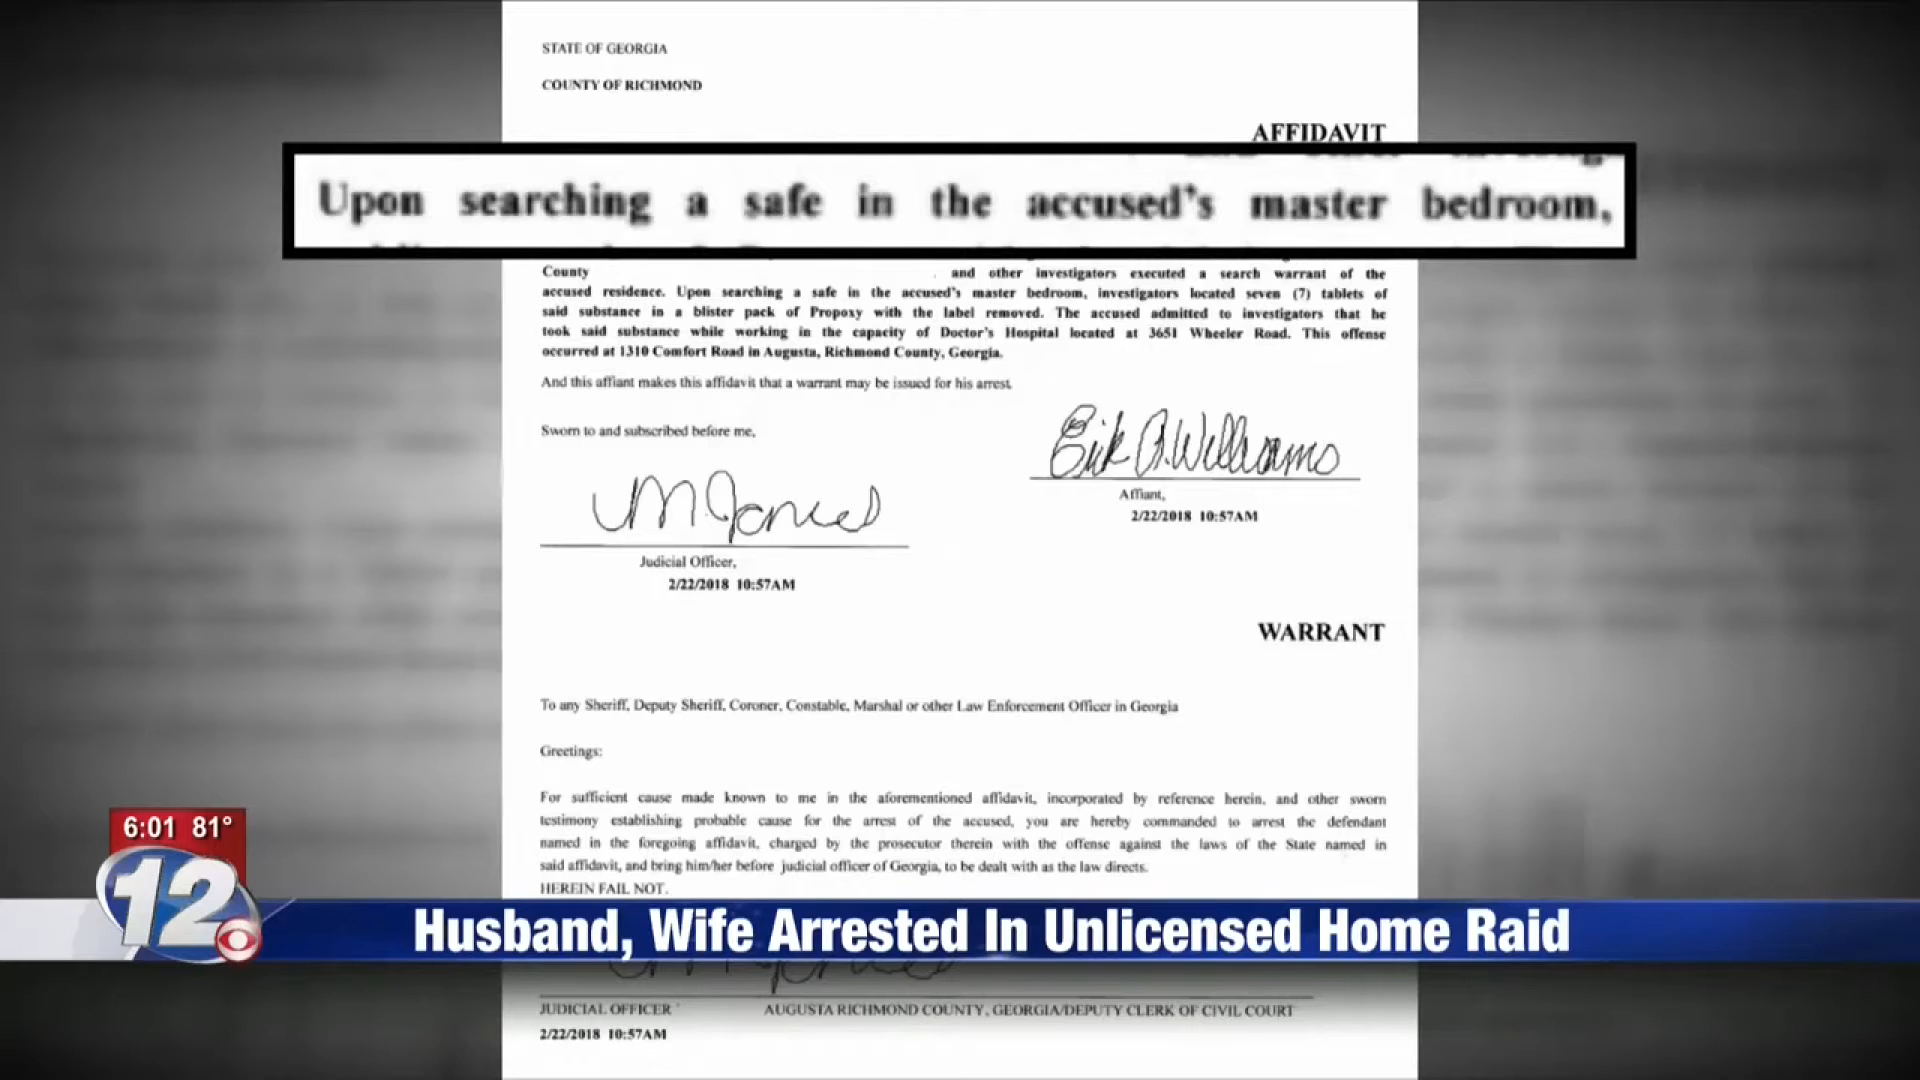 STATE OF GEORGIA
COUNTY OF RICHMOND
AFFIDAVIT
Upon searching a safe in the accused's master bedroom,
County and other investigators executed a search warrant of the
accused residence. Upon searching a safe in the accused's master bedroom, investigators located seven (7) tablets of
said substance in a blister pack of Propoxy with the label removed. The accused admitted to investigators that he
took said substance while working in the capacity of Doctor's Hospital located at 3651 Wheeler Road. This offense
occurred at 1310 Comfort Road in Augusta, Richmond County, Georgia.
And this affiant makes this affidavit that a warrant may be issued for his arrest.
Sworn to and subscribed before me,
Erik A. Williams
Affiant,
2/22/2018 10:57AM
Judicial Officer,
2/22/2018 10:57AM
WARRANT
To any Sheriff, Deputy Sheriff, Coroner, Constable, Marshal or other Law Enforcement Officer in Georgia
Greetings:
For sufficient cause made known to me in the aforementioned affidavit, incorporated by reference herein, and other sworn
testimony establishing probable cause for the arrest of the accused, you are hereby commanded to arrest the defendant
named in the foregoing affidavit, charged by the prosecutor therein with the offense against the laws of the State named in
said affidavit, and bring him/her before judicial officer of Georgia, to be dealt with as the law directs.
HEREIN FAIL NOT.
6:01 81°
12
Husband, Wife Arrested In Unlicensed Home Raid
JUDICIAL OFFICER AUGUSTA RICHMOND COUNTY, GEORGIA/DEPUTY CLERK OF CIVIL COURT
2/22/2018 10:57AM